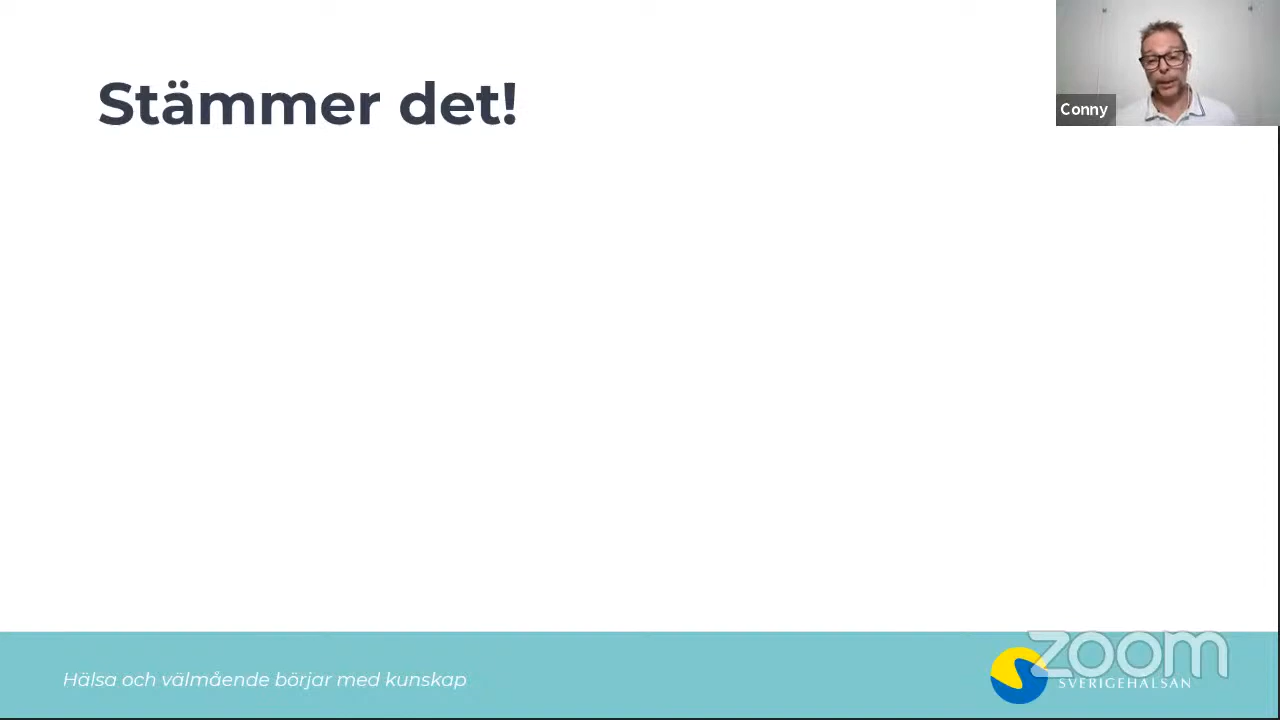 Stämmer det!
Conny
Hälsa och välmående börjar med kunskap
zoom
SVERIGEHÄLSAN